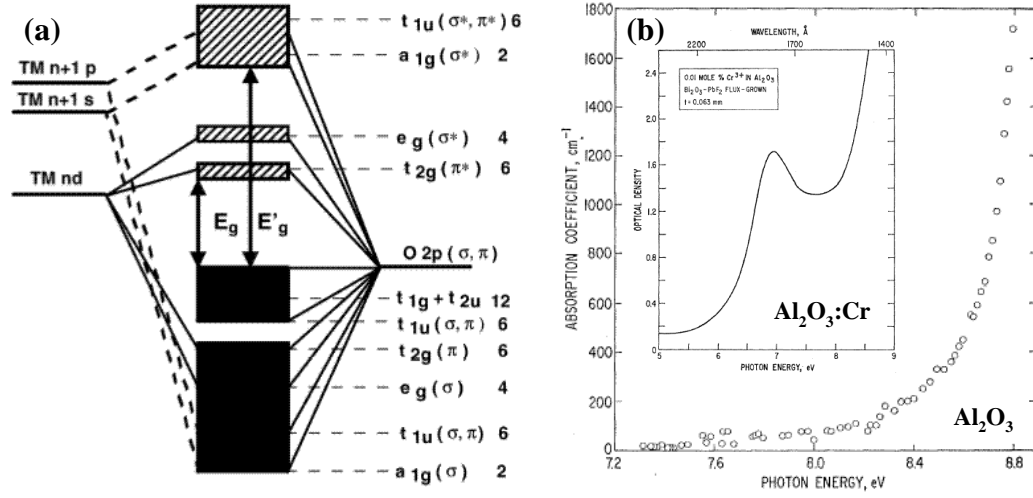 (a)
t 1u (σ*, π*) 6
a 1g (σ*) 2
TM n+1 p
TM n+1 s
e g (σ*) 4
t 2g (π*) 6
TM nd
E g
E' g
O 2p (σ, π)
t 1g + t 2u 12
t 1u (σ, π) 6
t 2g (π) 6
e g (σ) 4
t 1u (σ, π) 6
a 1g (σ) 2
(b)
1800
1600
1400
1200
1000
800
600
400
200
0
ABSORPTION COEFFICIENT, cm.⁻¹
7.2 7.6 8.0 8.4 8.8
PHOTON ENERGY, eV
Al₂O₃
WAVELENGTH, Å
2200 1700 1400
0.01 MOLE % Cr³⁺ IN Al₂O₃
Bi₂O₃-PbF₂ FLUX-GROWN
t = 0.063 mm
2.4
2.0
1.6
1.2
0.8
0.4
0
OPTICAL DENSITY
Al₂O₃:Cr
5 6 7 8 9
PHOTON ENERGY, eV